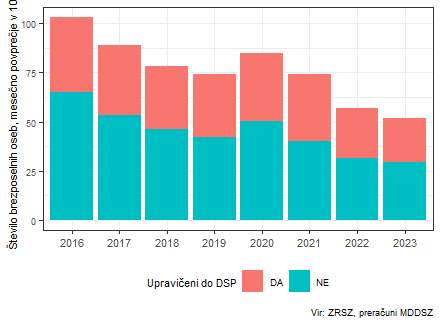 Število brezposelnih oseb, mesečno povprečje v 10
100
75
50
25
0
2016 2017 2018 2019 2020 2021 2022 2023
Upravičeni do DSP DA NE
Vir: ZRSZ, preračuni MDDSZ